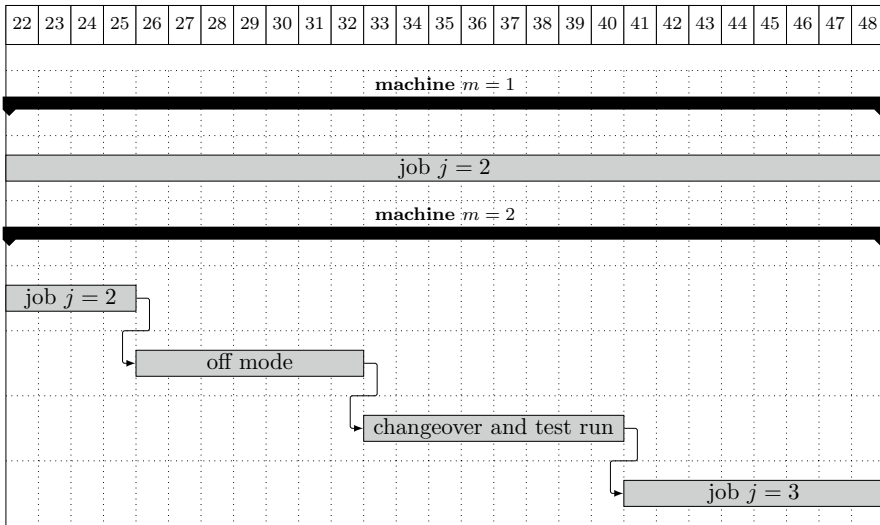 22 23 24 25 26 27 28 29 30 31 32 33 34 35 36 37 38 39 40 41 42 43 44 45 46 47 48
machine m = 1
job j = 2
machine m = 2
job j = 2
off mode
changeover and test run
job j = 3